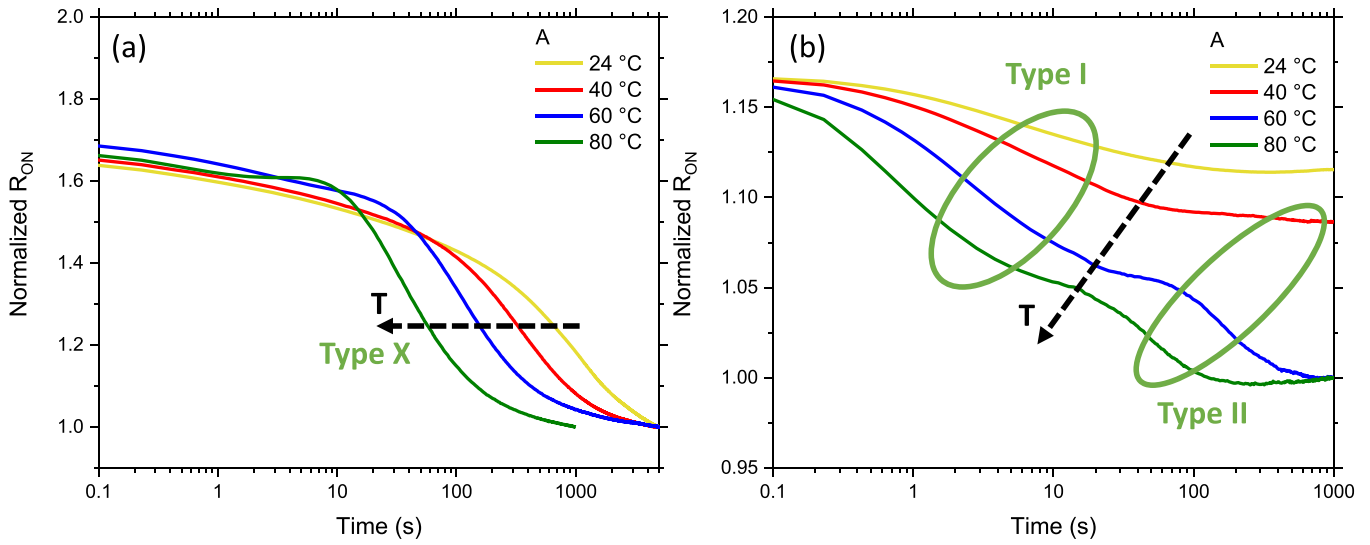 (a)
A
24 °C
40 °C
60 °C
80 °C
T
Type X
2.0
1.8
1.6
1.4
1.2
1.0
0.1
1
10
100
1000
Time (s)
Normalized RON
(b)
A
24 °C
40 °C
60 °C
80 °C
Type I
T
Type II
1.20
1.15
1.10
1.05
1.00
0.95
0.1
1
10
100
1000
Time (s)
Normalized RON